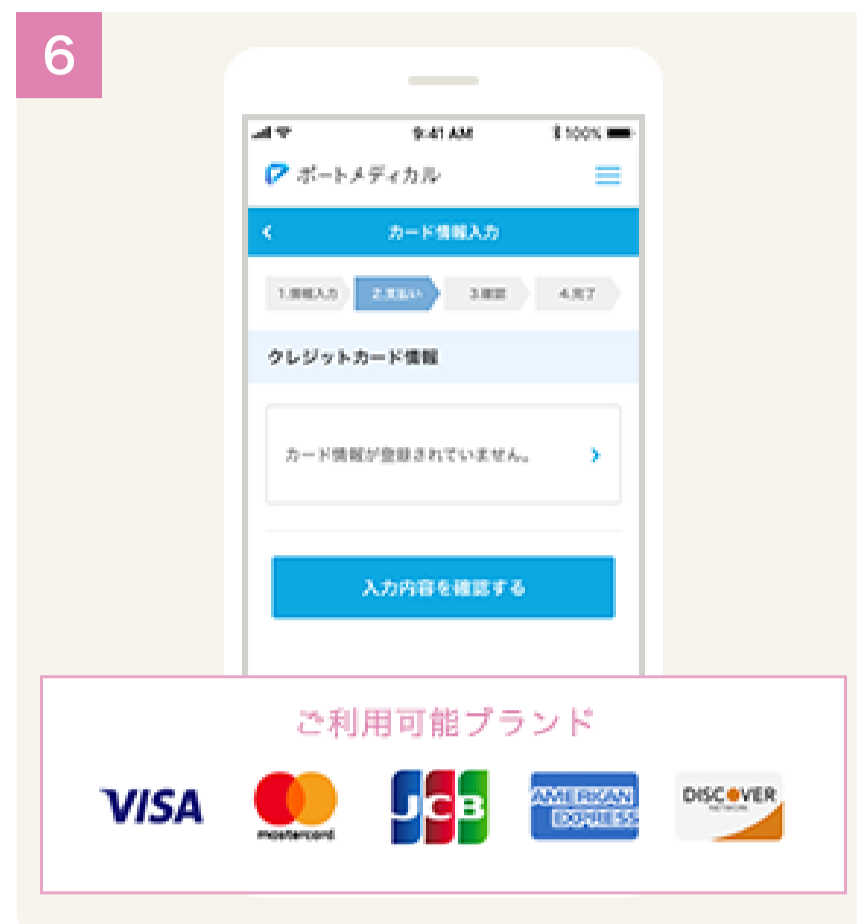 6
9:41 AM
100%
ポートメディカル
カード情報入力
1.情報入力
2.支払い
3.確認
4.完了
クレジットカード情報
カード情報が登録されていません。
入力内容を確認する
ご利用可能ブランド
VISA
mastercard
JCB
AMERICAN
EXPRESS
DISCOVER
NETWORK